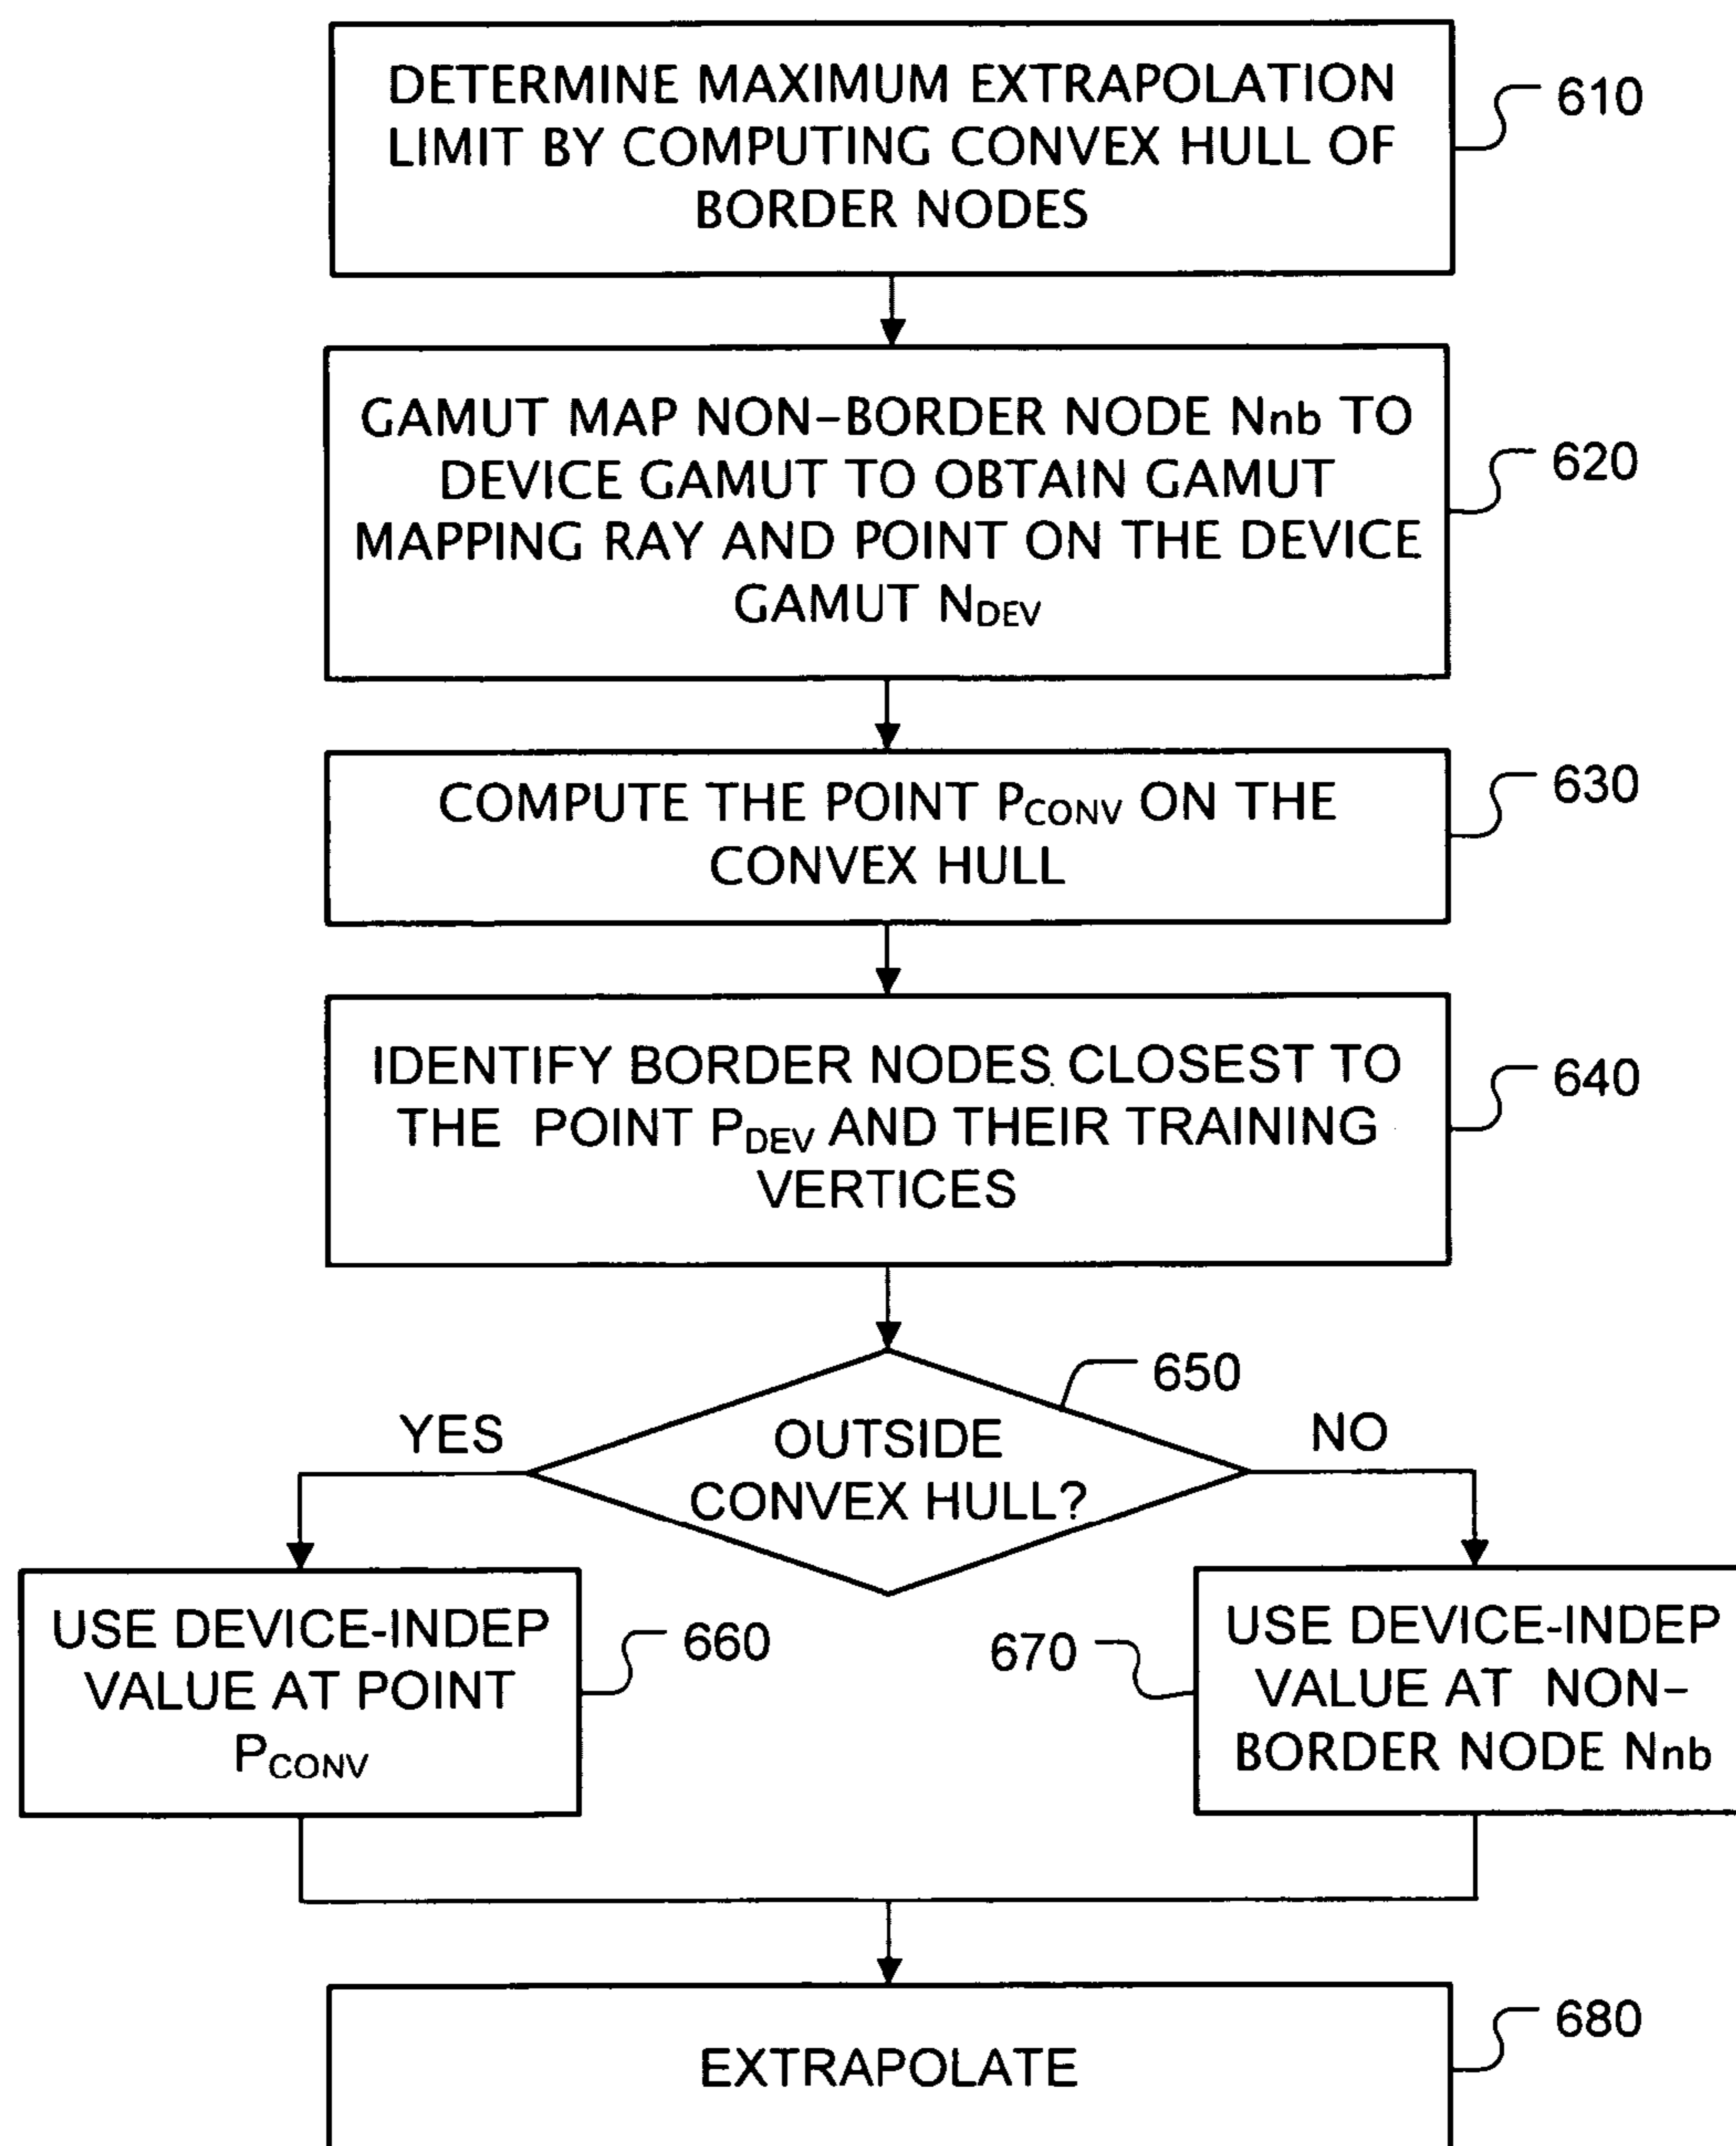 DETERMINE MAXIMUM EXTRAPOLATION
LIMIT BY COMPUTING CONVEX HULL OF
BORDER NODES
610
GAMUT MAP NON-BORDER NODE Nnb TO
DEVICE GAMUT TO OBTAIN GAMUT
MAPPING RAY AND POINT ON THE DEVICE
GAMUT NDEV
620
COMPUTE THE POINT PCONV ON THE
CONVEX HULL
630
IDENTIFY BORDER NODES CLOSEST TO
THE POINT PDEV AND THEIR TRAINING
VERTICES
640
650
YES
OUTSIDE
CONVEX HULL?
NO
USE DEVICE-INDEP
VALUE AT POINT
PCONV
660
670
USE DEVICE-INDEP
VALUE AT NON-
BORDER NODE Nnb
EXTRAPOLATE
680